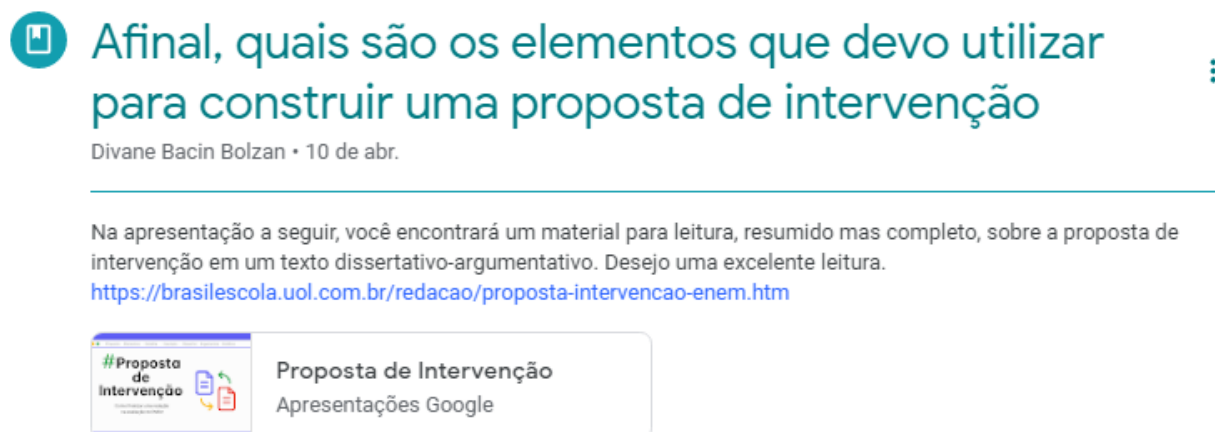 Afinal, quais são os elementos que devo utilizar
para construir uma proposta de intervenção
Divane Bacin Bolzan • 10 de abr.
Na apresentação a seguir, você encontrará um material para leitura, resumido mas completo, sobre a proposta de
intervenção em um texto dissertativo-argumentativo. Desejo uma excelente leitura.
https://brasilescola.uol.com.br/redacao/proposta-intervencao-enem.htm
#Proposta
de
Intervenção
Proposta de Intervenção
Apresentações Google